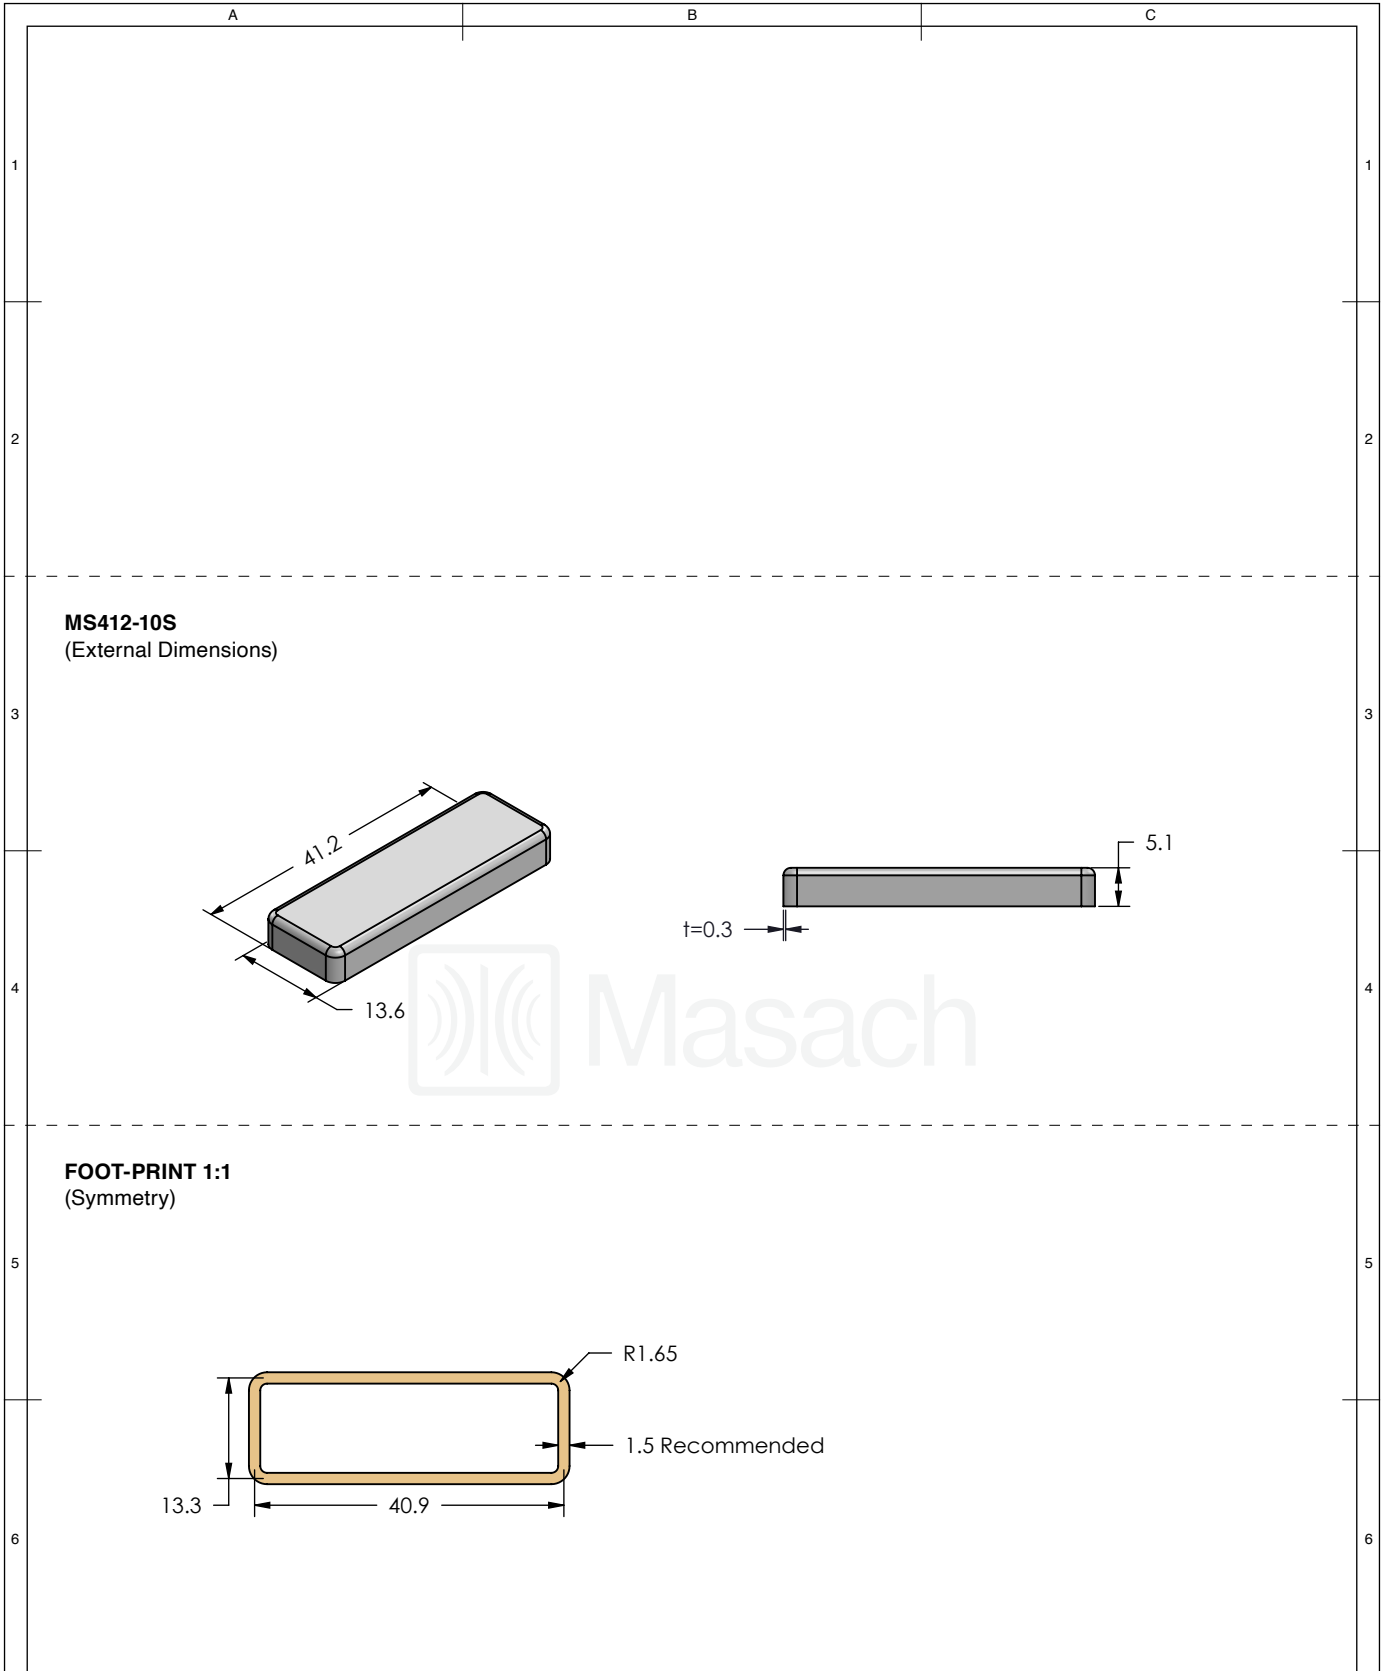 A B C
1 1
2 2
MS412-10S
(External Dimensions)
3 3
41.2
5.1
t=0.3
4 4
13.6
Masach
FOOT-PRINT 1:1
(Symmetry)
5 5
R1.65
1.5 Recommended
13.3
40.9
6 6